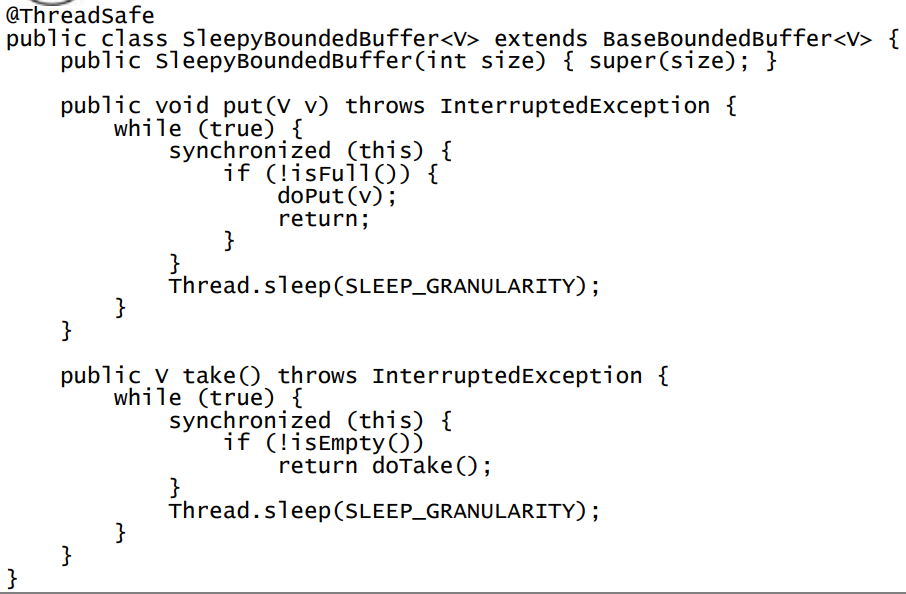 @ThreadSafe
public class SleepyBoundedBuffer<V> extends BaseBoundedBuffer<V> {
    public SleepyBoundedBuffer(int size) { super(size); }

    public void put(V v) throws InterruptedException {
        while (true) {
            synchronized (this) {
                if (!isFull()) {
                    doPut(v);
                    return;
                }
            }
            Thread.sleep(SLEEP_GRANULARITY);
        }
    }

    public V take() throws InterruptedException {
        while (true) {
            synchronized (this) {
                if (!isEmpty())
                    return doTake();
            }
            Thread.sleep(SLEEP_GRANULARITY);
        }
    }
}